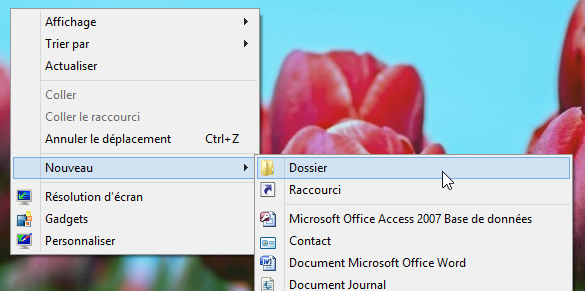 Affichage
Trier par
Actualiser
Coller
Coller le raccourci
Annuler le déplacement Ctrl+Z
Nouveau
Résolution d'écran
Gadgets
Personnaliser
Dossier
Raccourci
Microsoft Office Access 2007 Base de données
Contact
Document Microsoft Office Word
Document Journal